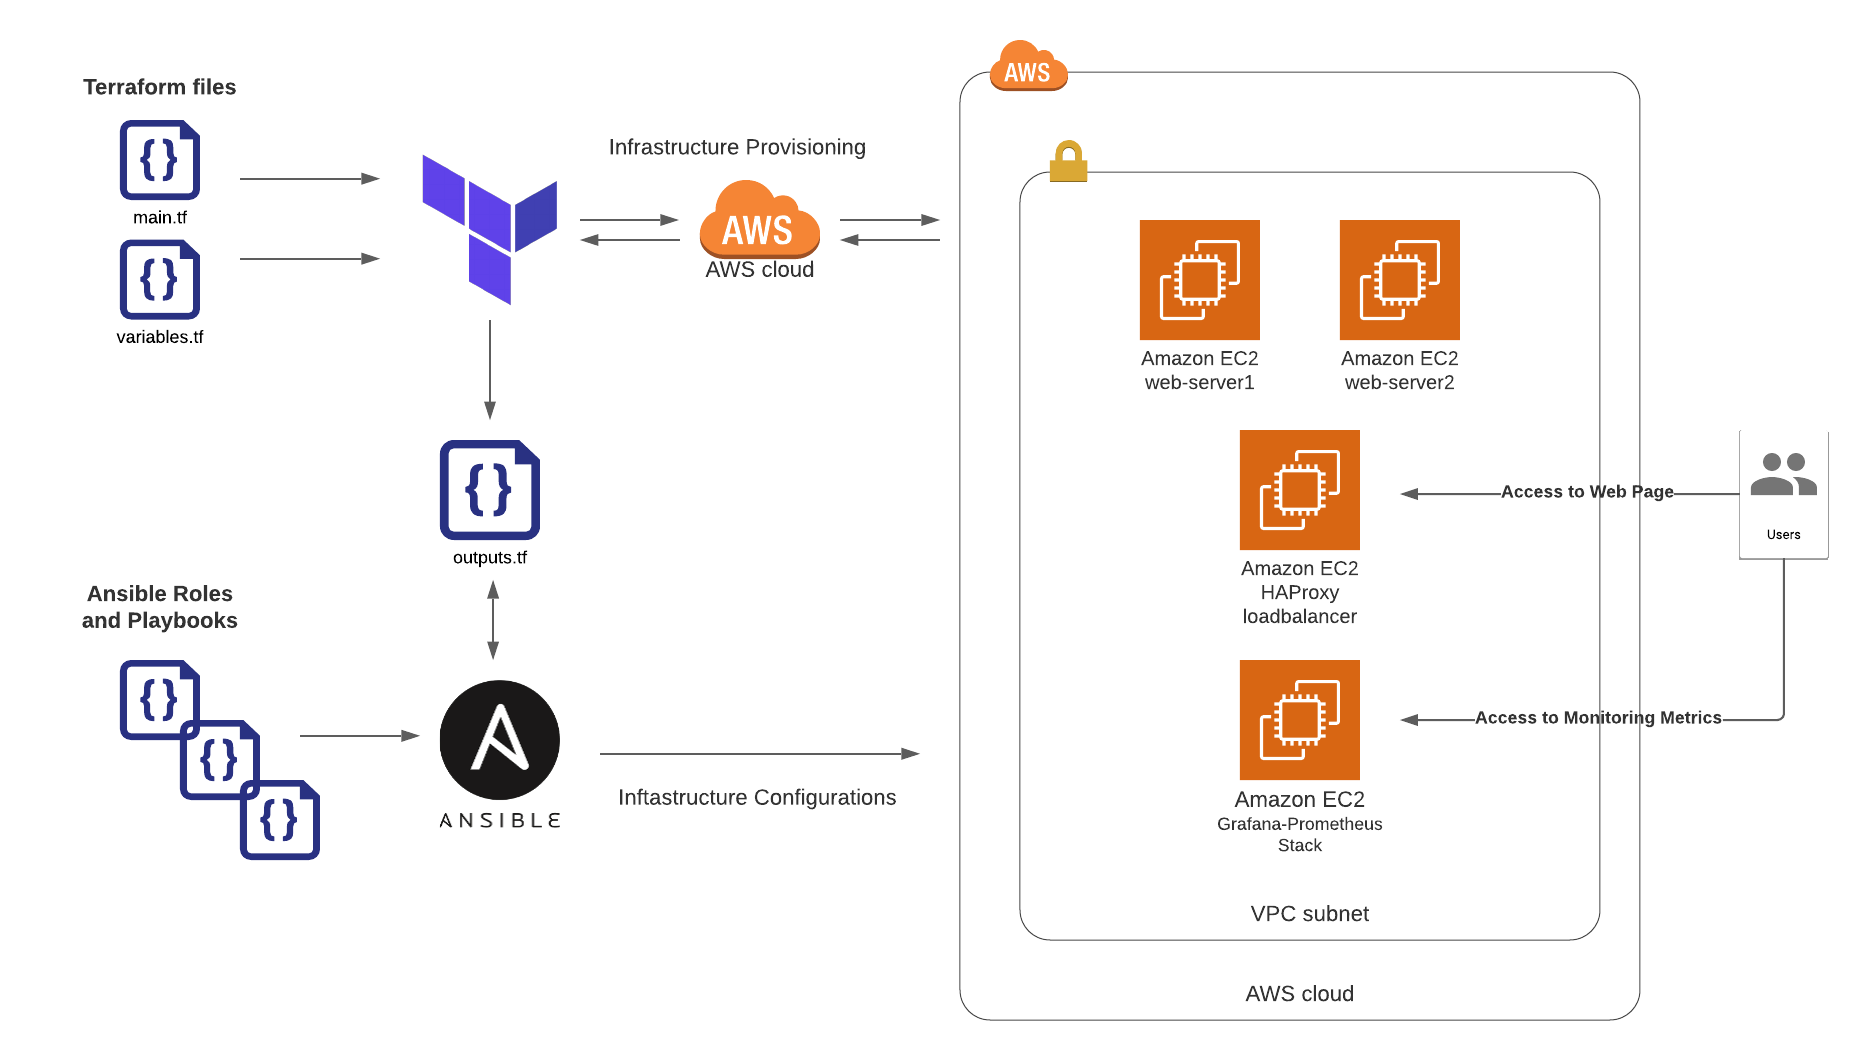 Terraform files
main.tf
variables.tf
Infrastructure Provisioning
AWS
AWS cloud
outputs.tf
Ansible Roles
and Playbooks
ANSIBLE
Inftastructure Configurations
AWS
Amazon EC2
web-server1
Amazon EC2
web-server2
Amazon EC2
HAProxy
loadbalancer
Amazon EC2
Grafana-Prometheus
Stack
VPC subnet
AWS cloud
Access to Web Page
Users
Access to Monitoring Metrics